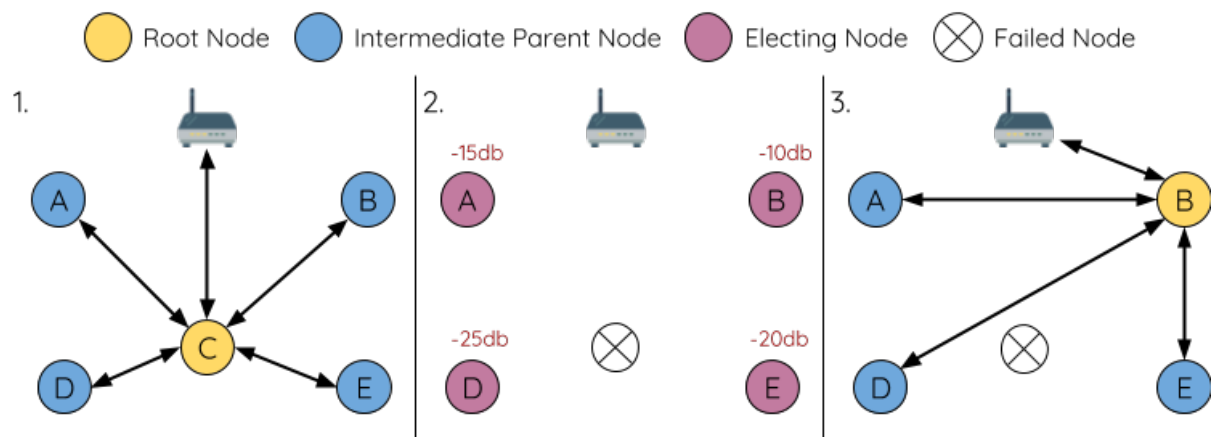 Root Node Intermediate Parent Node Electing Node Failed Node
1. 2. 3.
-15db -10db
A B A B A B
C
-25db -20db
D E D E D E